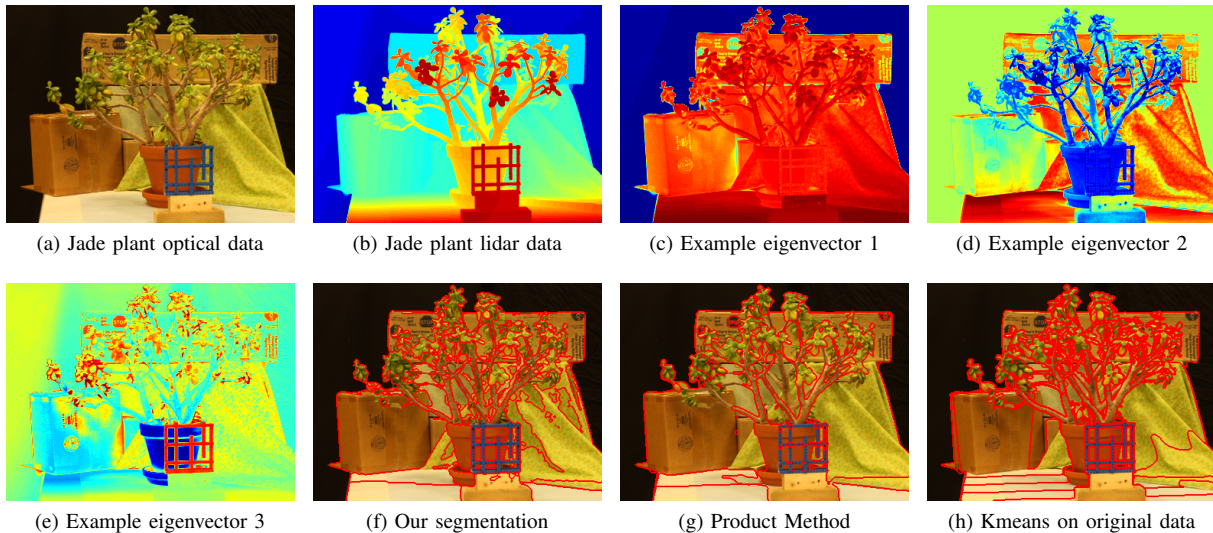 (a) Jade plant optical data
(b) Jade plant lidar data
(c) Example eigenvector 1
(d) Example eigenvector 2
(e) Example eigenvector 3
(f) Our segmentation
(g) Product Method
(h) Kmeans on original data